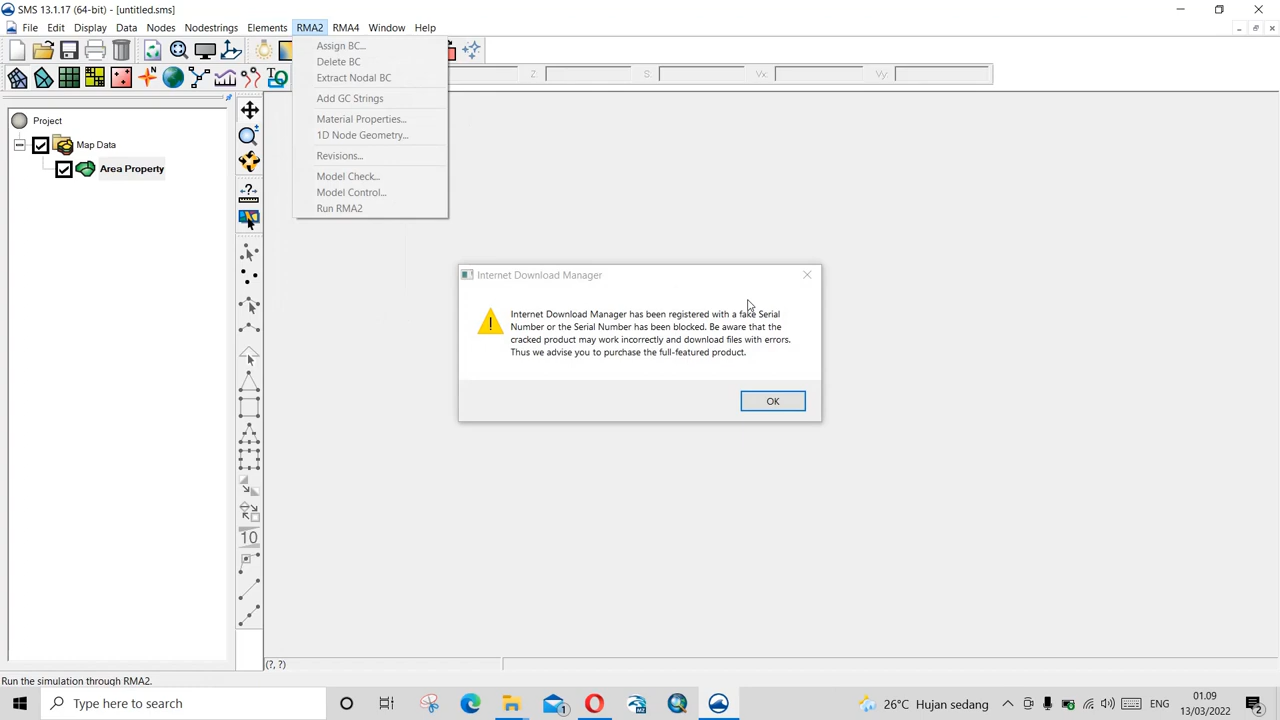 SMS 13.1.17 (64-bit) - [untitled.sms]
File Edit Display Data Nodes Nodestrings Elements RMA2 RMA4 Window Help
Assign BC...
Delete BC
Extract Nodal BC
Add GC Strings
Material Properties...
1D Node Geometry...
Revisions...
Model Check...
Model Control...
Run RMA2
Z: S: Vx: Vy:
Project
Map Data
Area Property
?
10
Internet Download Manager
Internet Download Manager has been registered with a fake Serial
Number or the Serial Number has been blocked. Be aware that the
cracked product may work incorrectly and download files with errors.
Thus we advise you to purchase the full-featured product.
OK
(?, ?)
Run the simulation through RMA2.
Type here to search
1
26°C Hujan sedang
ENG
01.09
13/03/2022
2